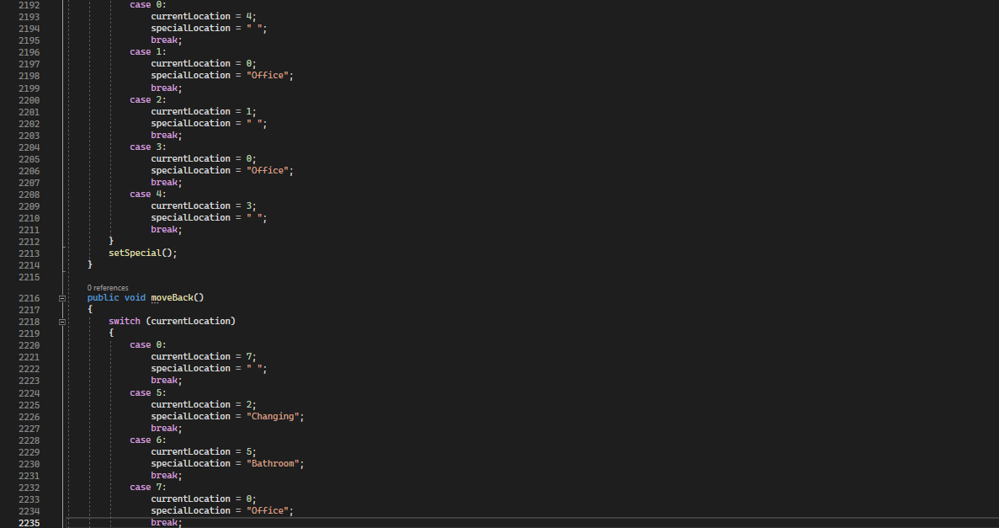 2192 case 0:
2193 currentLocation = 4;
2194 specialLocation = " ";
2195 break;
2196 case 1:
2197 currentLocation = 0;
2198 specialLocation = "Office";
2199 break;
2200 case 2:
2201 currentLocation = 1;
2202 specialLocation = " ";
2203 break;
2204 case 3:
2205 currentLocation = 0;
2206 specialLocation = "Office";
2207 break;
2208 case 4:
2209 currentLocation = 3;
2210 specialLocation = " ";
2211 break;
2212 }
2213 setSpecial();
2214 }
2215
0 references
2216 public void moveBack()
2217 {
2218 switch (currentLocation)
2219 {
2220 case 0:
2221 currentLocation = 7;
2222 specialLocation = " ";
2223 break;
2224 case 5:
2225 currentLocation = 2;
2226 specialLocation = "Changing";
2227 break;
2228 case 6:
2229 currentLocation = 5;
2230 specialLocation = "Bathroom";
2231 break;
2232 case 7:
2233 currentLocation = 0;
2234 specialLocation = "Office";
2235 break;